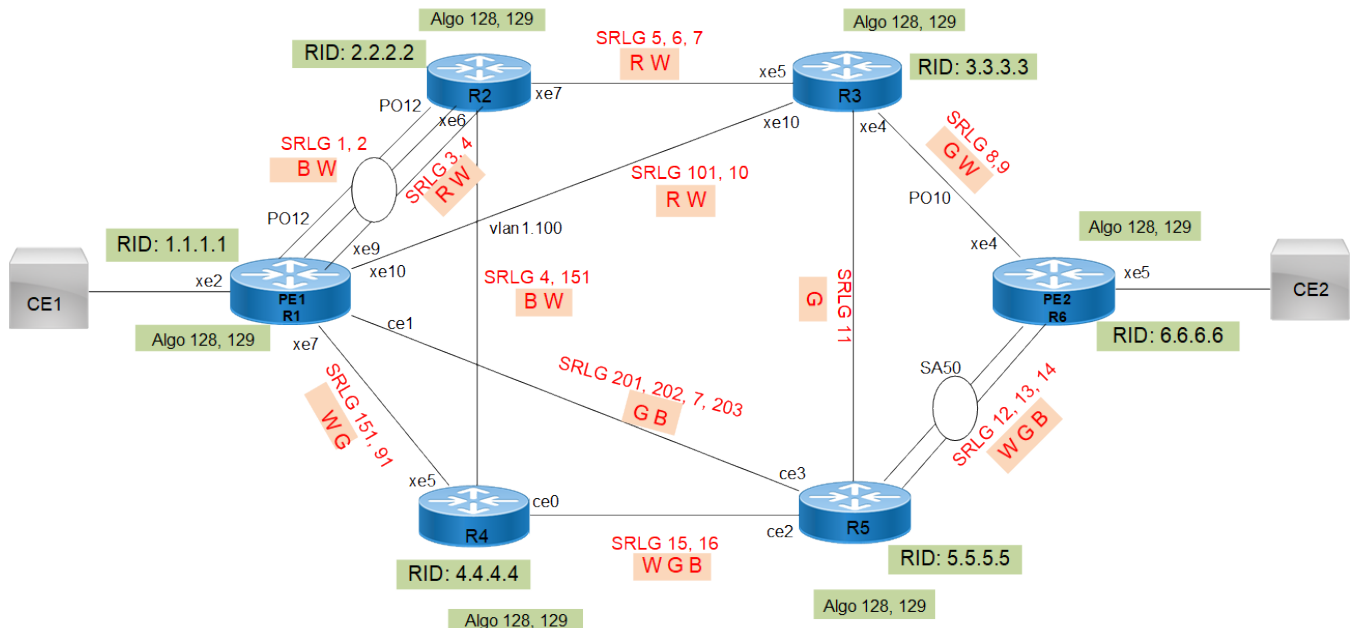 Algo 128, 129
Algo 128, 129
RID: 2.2.2.2
SRLG 5, 6, 7
R W
RID: 3.3.3.3
R2
xe7
xe5
R3
PO12
xe6
xe10
xe4
SRLG 1, 2
B W
SRLG 3, 4
R W
SRLG 8,9
G W
SRLG 101, 10
R W
PO10
PO12
vlan1.100
RID: 1.1.1.1
xe9
xe10
xe4
Algo 128, 129
xe2
xe5
CE1
PE1
R1
SRLG 4, 151
B W
SRLG 11
G
PE2
R6
CE2
Algo 128, 129
ce1
xe7
RID: 6.6.6.6
SRLG 151, 91
W G
SRLG 201, 202, 7, 203
G B
SA50
SRLG 12, 13, 14
W G B
xe5
ce0
ce3
R4
ce2
R5
SRLG 15, 16
W G B
RID: 4.4.4.4
RID: 5.5.5.5
Algo 128, 129
Algo 128, 129